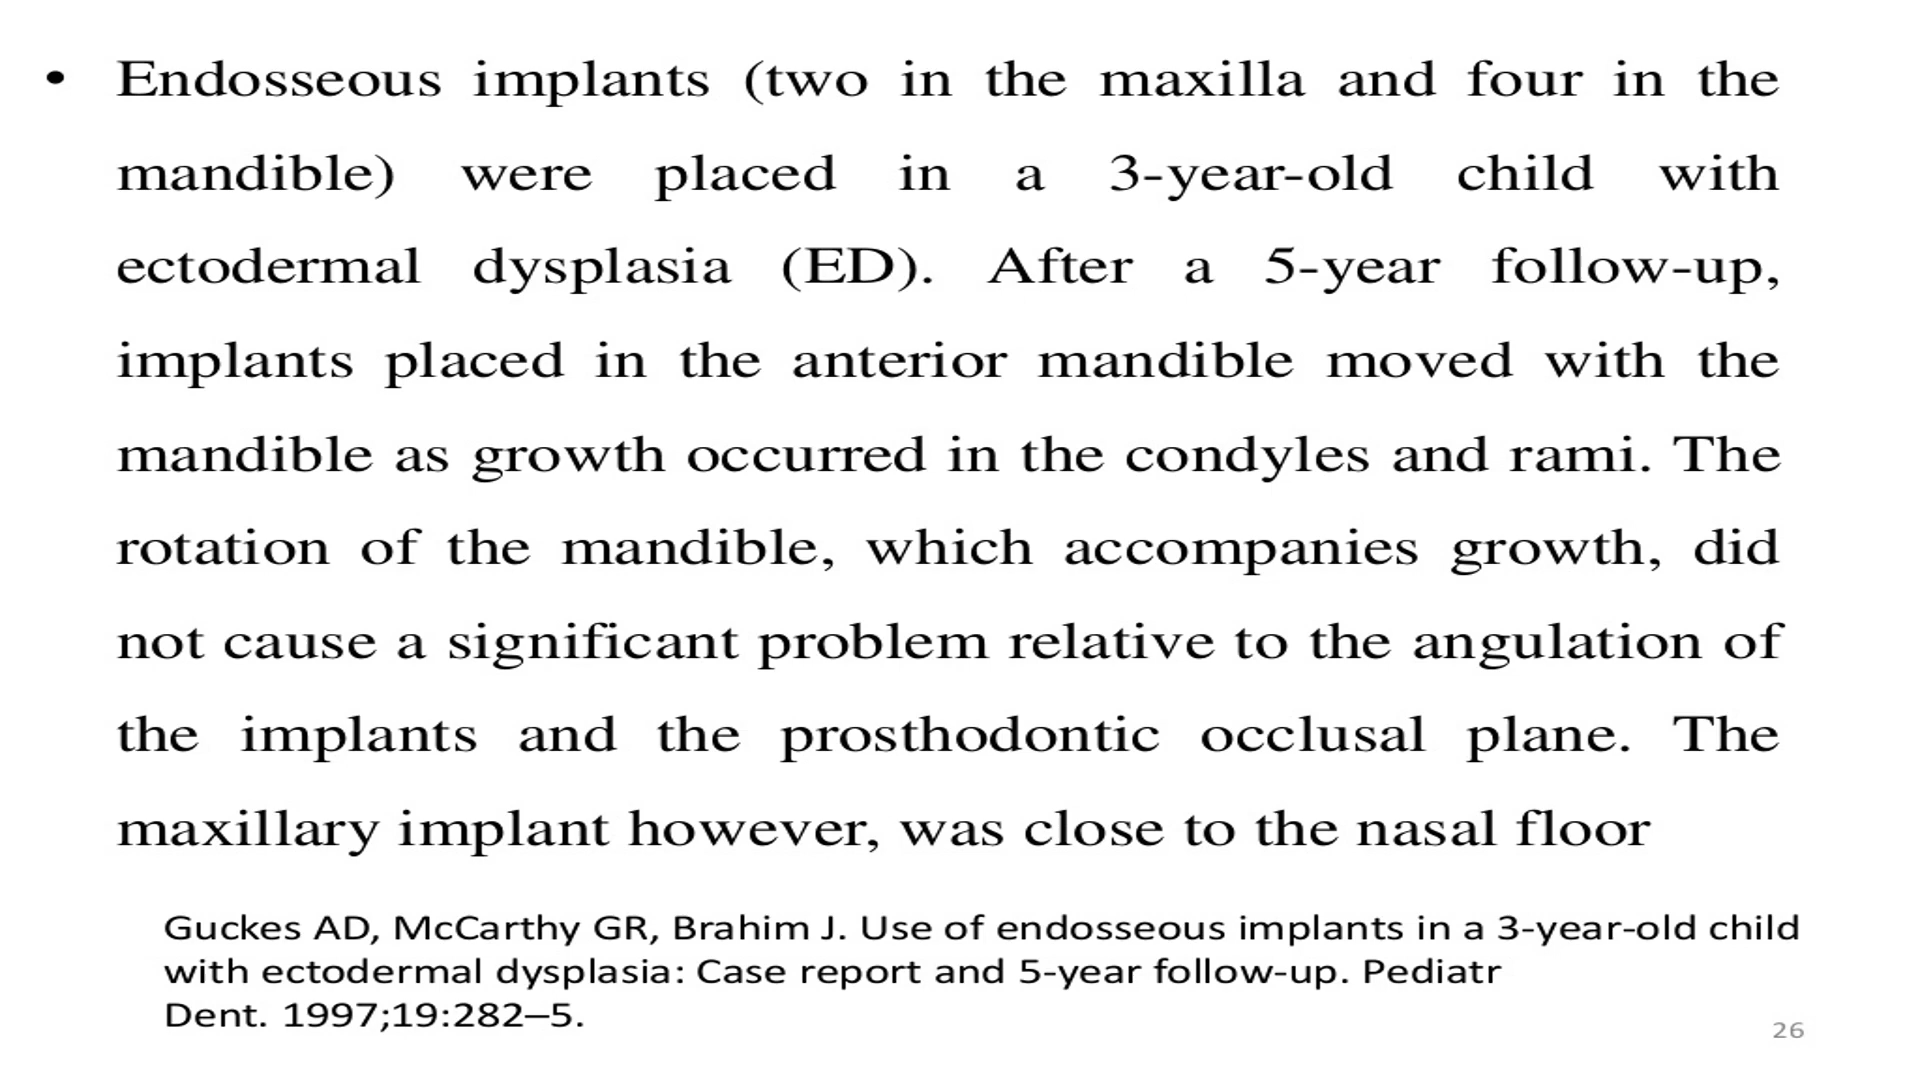 • Endosseous implants (two in the maxilla and four in the
mandible) were placed in a 3-year-old child with
ectodermal dysplasia (ED). After a 5-year follow-up,
implants placed in the anterior mandible moved with the
mandible as growth occurred in the condyles and rami. The
rotation of the mandible, which accompanies growth, did
not cause a significant problem relative to the angulation of
the implants and the prosthodontic occlusal plane. The
maxillary implant however, was close to the nasal floor
Guckes AD, McCarthy GR, Brahim J. Use of endosseous implants in a 3-year-old child
with ectodermal dysplasia: Case report and 5-year follow-up. Pediatr
Dent. 1997;19:282–5.
26